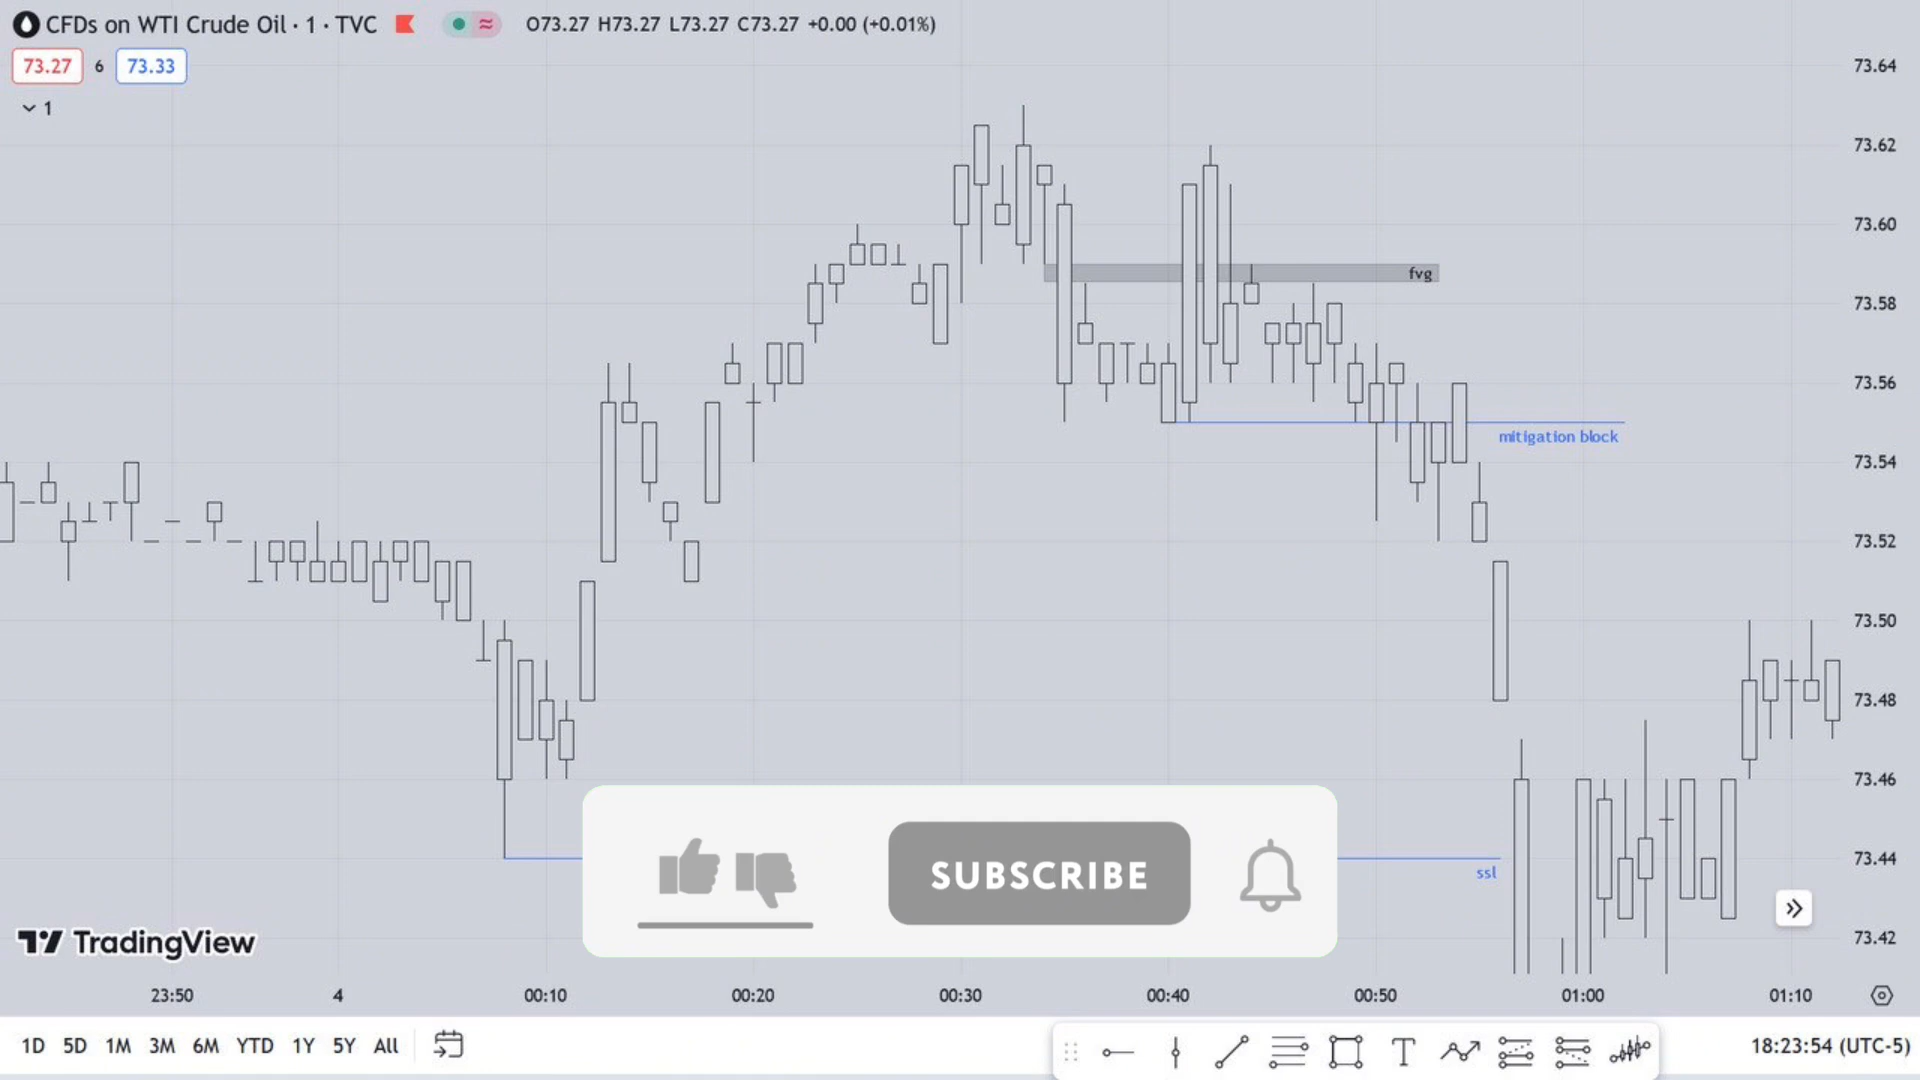 CFDs on WTI Crude Oil · 1 · TVC
O73.27 H73.27 L73.27 C73.27 +0.00 (+0.01%)
73.27 6 73.33
1
73.64
73.62
73.60
fvg
73.58
73.56
mitigation block
73.54
73.52
73.50
73.48
73.46
73.44
ssl
SUBSCRIBE
73.42
TradingView
23:50 4 00:10 00:20 00:30 00:40 00:50 01:00 01:10
1D 5D 1M 3M 6M YTD 1Y 5Y All
18:23:54 (UTC-5)